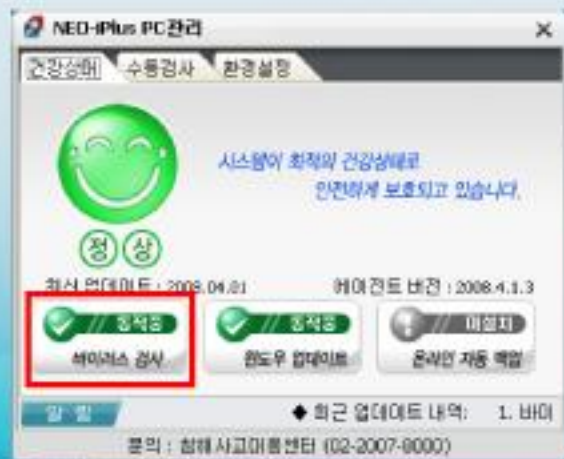 NEO-iPlus PC관리
건강상태 수동검사 환경설정
시스템이 최적의 건강상태로
안전하게 보호되고 있습니다.
정 상
최신 업데이트 : 2008.04.01 에이전트 버전 : 2008.4.1.3
동작중 동작중 미설치
바이러스 검사 윈도우 업데이트 온라인 자동 백업
알 림 ◆ 최근 업데이트 내역: 1. 바이
문의 : 침해사고대응센터 (02-2007-8000)